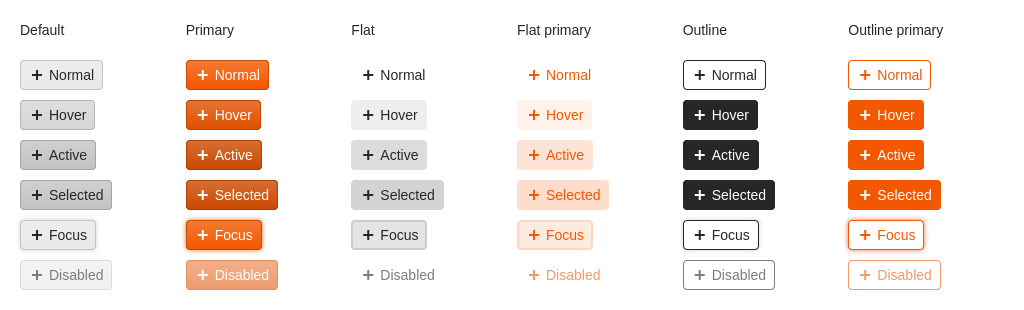 Default Primary Flat Flat primary Outline Outline primary
+ Normal + Normal + Normal + Normal + Normal + Normal
+ Hover + Hover + Hover + Hover + Hover + Hover
+ Active + Active + Active + Active + Active + Active
+ Selected + Selected + Selected + Selected + Selected + Selected
+ Focus + Focus + Focus + Focus + Focus + Focus
+ Disabled + Disabled + Disabled + Disabled + Disabled + Disabled